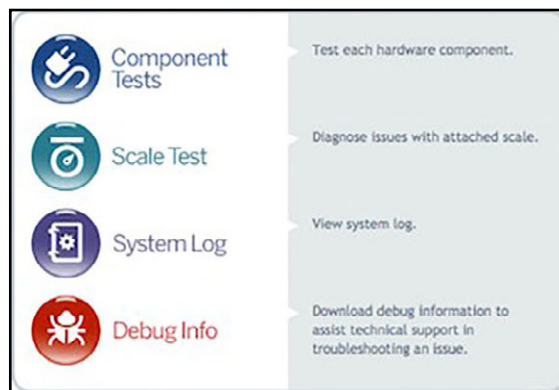 Component
Tests
Test each hardware component.
Scale Test
Diagnose issues with attached scale.
System Log
View system log.
Debug Info
Download debug information to
assist technical support in
troubleshooting an issue.